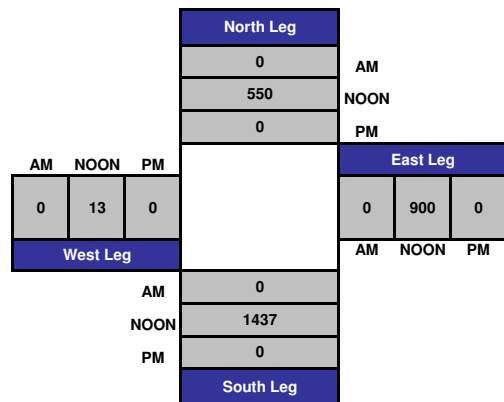 North Leg
0 AM
550 NOON
0 PM
AM NOON PM
East Leg
0 13 0
0 900 0
West Leg
AM NOON PM
AM 0
NOON 1437
PM 0
South Leg